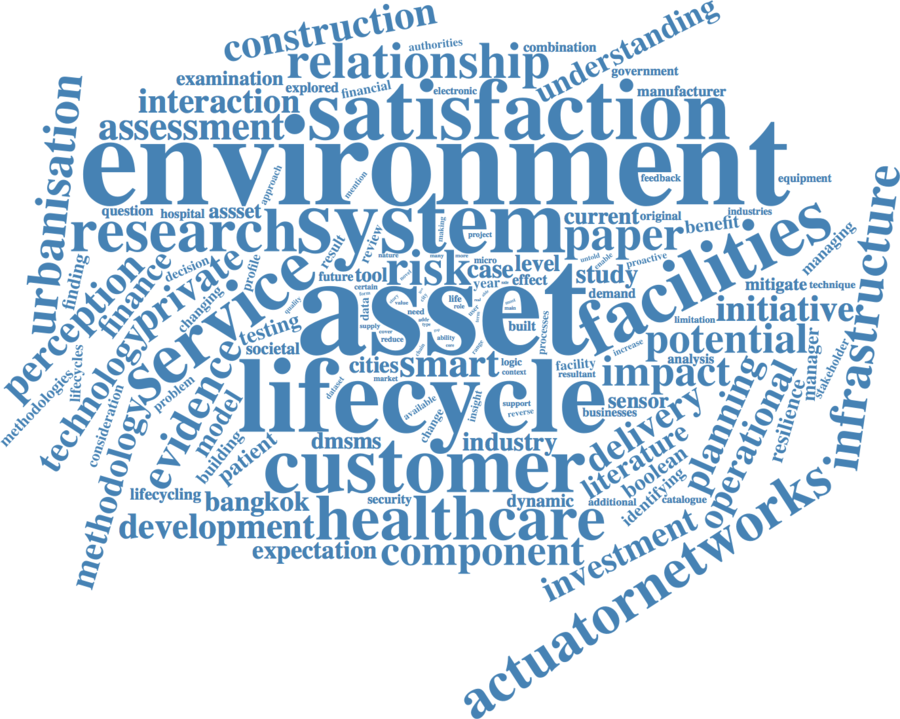 construction
authorities
combination
understanding
relationship
government
examination
explored
financial
electronic
manufacturer
interaction
satisfaction
assessment
urbanisation
environment
feedback
equipment
approach
mention
question
hospital
assset
current
original
industries
infrastructure
research
system
making
project
paper
benefit
facilities
managing
result
review
nature
many
more
micro
untold
enable
proactive
finding
perception
finance
decision
private
profile
service
future
tool
risk
case
level
study
year
effect
mitigate
technique
certain
demand
changing
quality
data
value
life
role
asset
initiative
limitation
testing
supply
need
built
processes
potential
manager
stakeholder
societal
reduce
ability
increase
analysis
technology
cities
smart
logic
context
facility
resultant
impact
lifecycles
methodologies
problem
evidence
market
dataset
lifecycle
sensor
planning
operational
resilience
consideration
model
available
change
insight
support
reverse
businesses
delivery
methodology
building
patient
dmsms
industry
literature
boolean
identifying
customer
lifecycling
bangkok
security
dynamic
additional
catalogue
development
healthcare
networks
expectation
component
investment
actuator